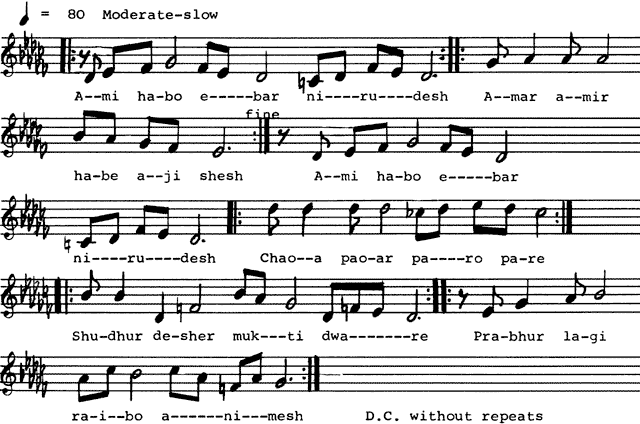 = 80 Moderate-slow
A--mi ha-bo e-----bar ni---ru----desh A--mar a--mir
fine
ha-be a--ji shesh A--mi ha-bo e-----bar
ni----ru----desh Chao--a pao-ar pa----ro pa-re
Shu-dhur de-sher muk--ti dwa-------re Pra-bhur la-gi
ra-i--bo a------ni---mesh D.C. without repeats